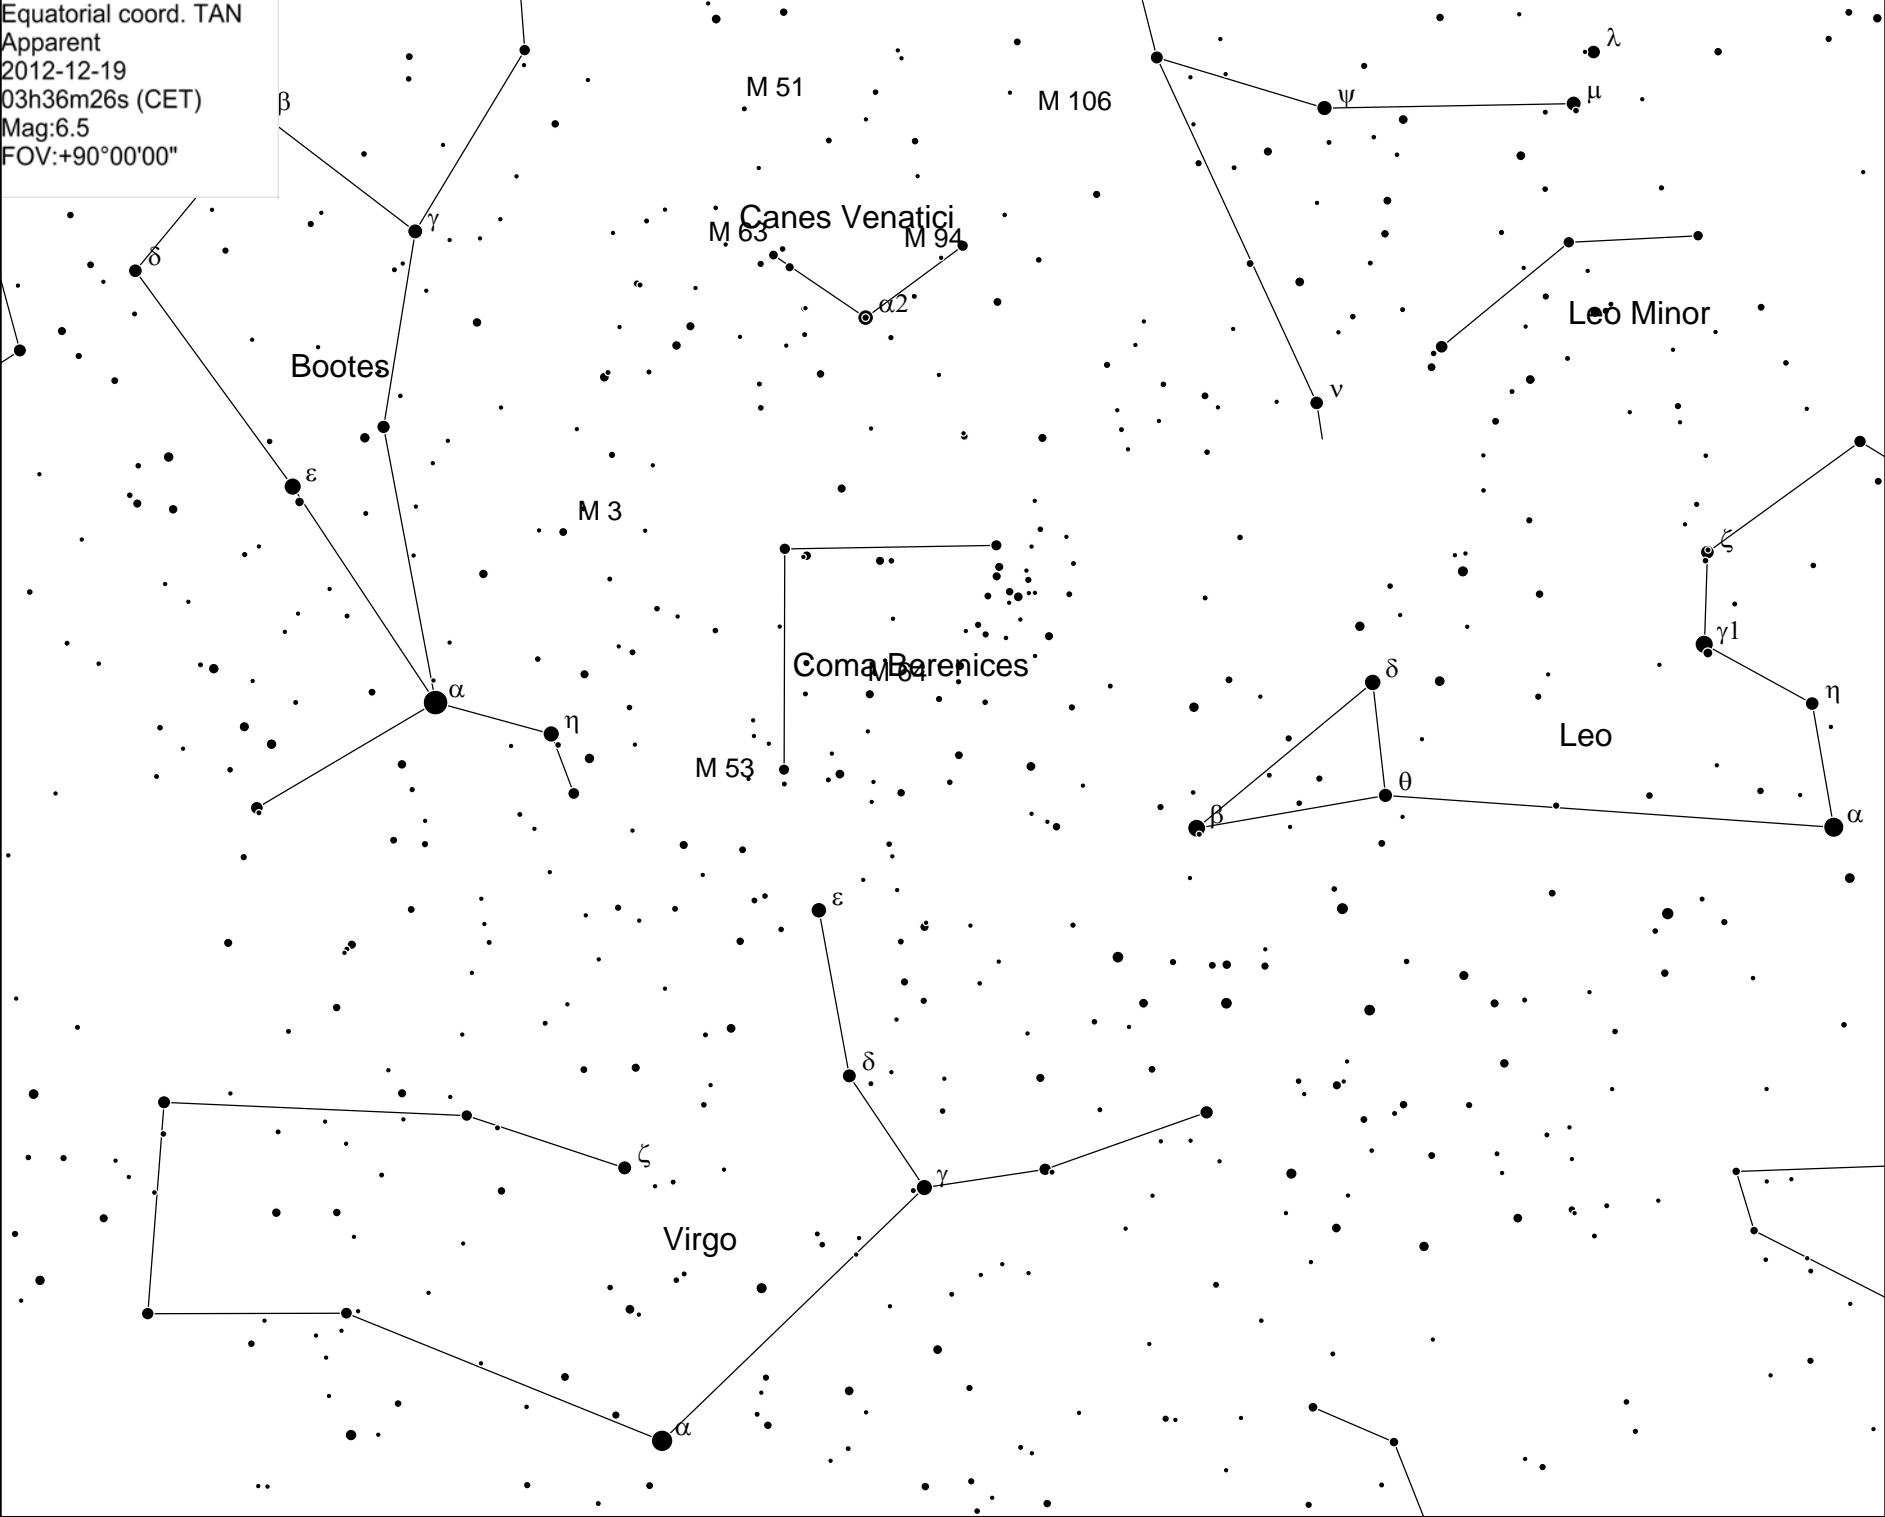 Equatorial coord. TAN
Apparent
2012-12-19
03h36m26s (CET)
Mag:6.5
FOV:+90°00'00"
λ
M 51
β
M 106
ψ
μ
Canes Venatici
γ
M 63
M 94
δ
α2
Leo Minor
Bootes
ν
ε
M 3
ζ
γ1
Coma Berenices
M 64
δ
α
η
η
Leo
M 53
θ
β
α
ε
δ
ζ
γ
Virgo
α